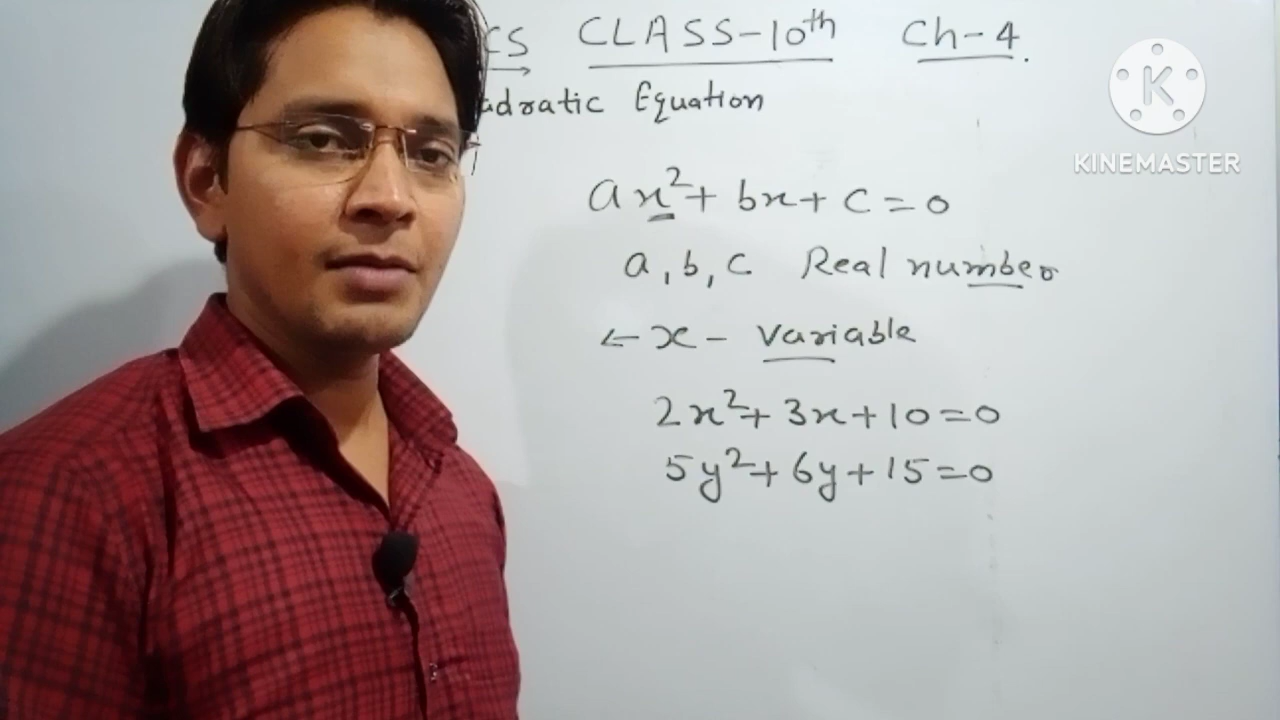 CS CLASS-10th Ch-4.
adratic Equation
KINEMASTER
ax²+ bx+ c = 0
a, b, c Real number
← x - variable
2x²+ 3x+10=0
5y²+ 6y+15=0